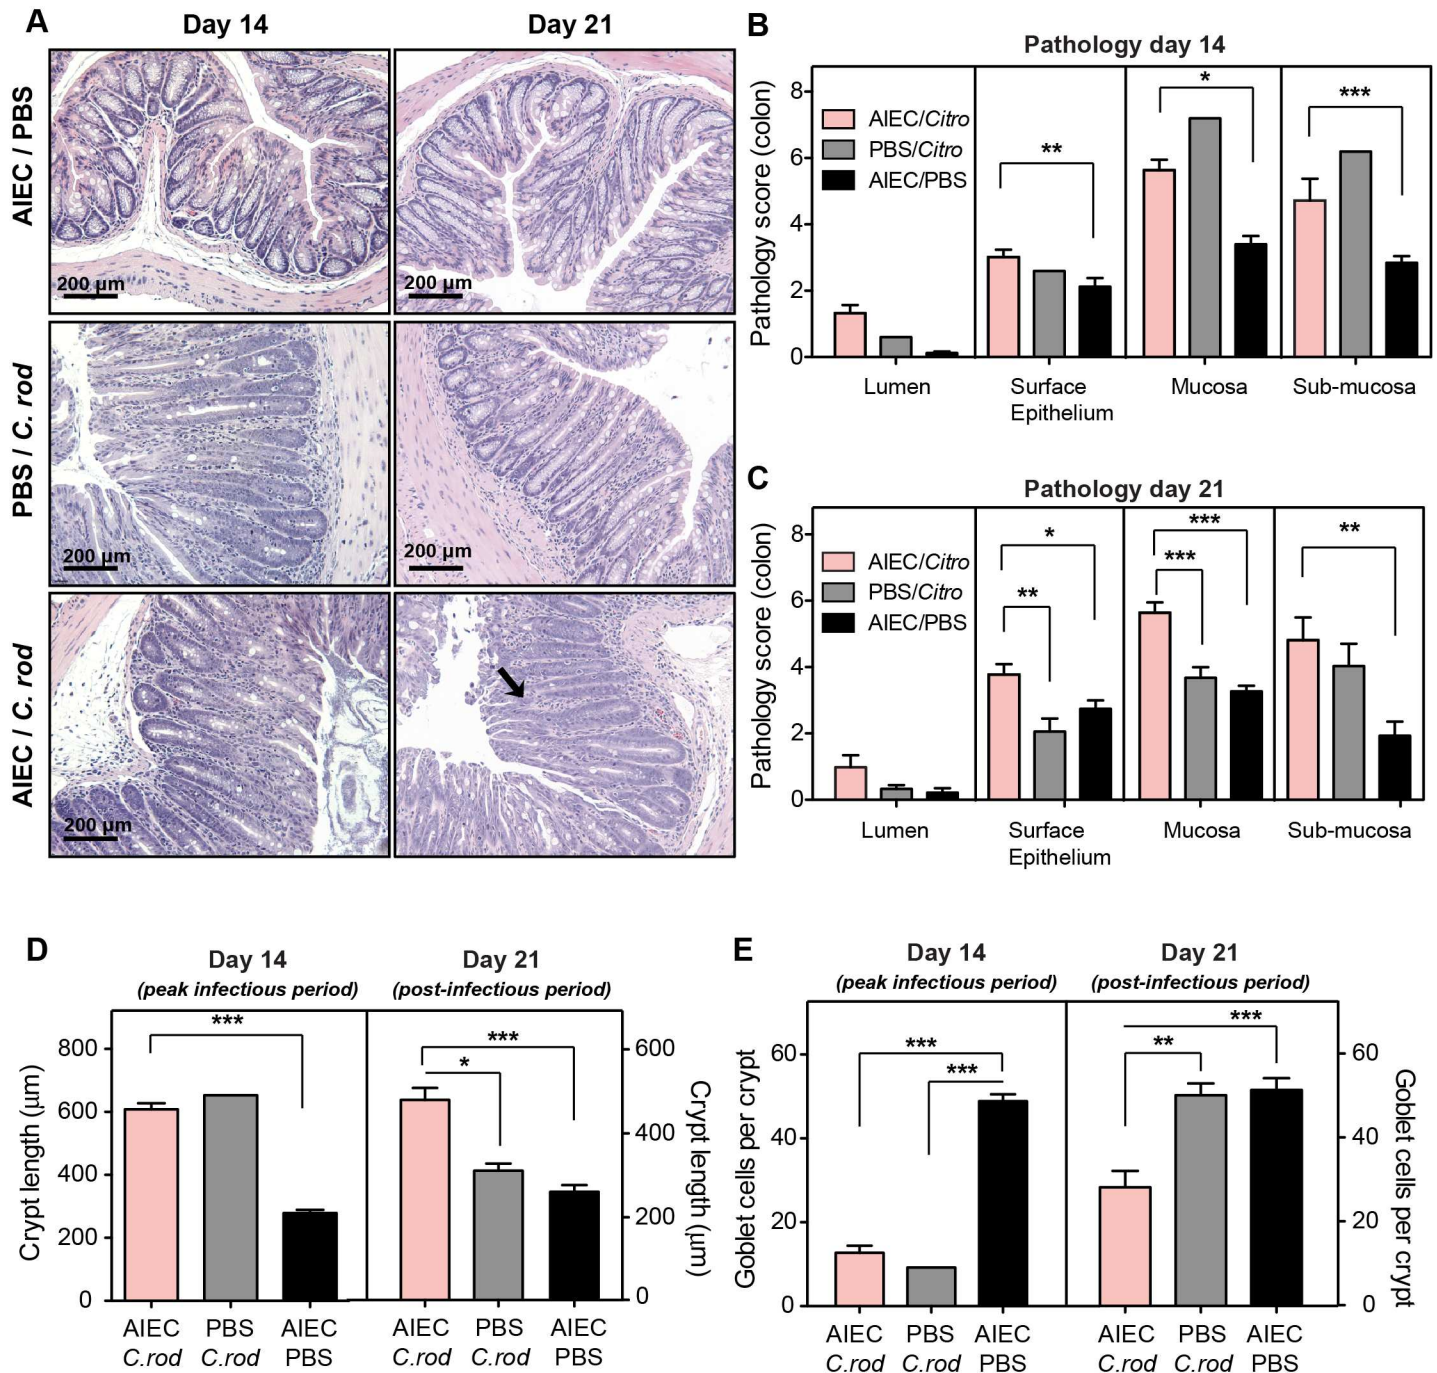 A
Day 14
Day 21
AIEC / PBS
200 µm
200 µm
PBS / C. rod
200 µm
200 µm
AIEC / C. rod
200 µm
B
Pathology day 14
Pathology score (colon)
8
6
4
2
0
AIEC/Citro
PBS/Citro
AIEC/PBS
**
*
***
Lumen
Surface
Epithelium
Mucosa
Sub-mucosa
C
Pathology day 21
Pathology score (colon)
8
6
4
2
0
AIEC/Citro
PBS/Citro
AIEC/PBS
*
**
***
***
**
Lumen
Surface
Epithelium
Mucosa
Sub-mucosa
D
Day 14
(peak infectious period)
Day 21
(post-infectious period)
Crypt length (µm)
800
600
400
200
0
***
***
*
600
400
200
0
Crypt length (µm)
AIEC PBS AIEC AIEC PBS AIEC
C.rod C.rod PBS C.rod C.rod PBS
E
Day 14
(peak infectious period)
Day 21
(post-infectious period)
Goblet cells per crypt
60
40
20
0
***
***
***
**
60
40
20
0
Goblet cells per crypt
AIEC PBS AIEC AIEC PBS AIEC
C.rod C.rod PBS C.rod C.rod PBS